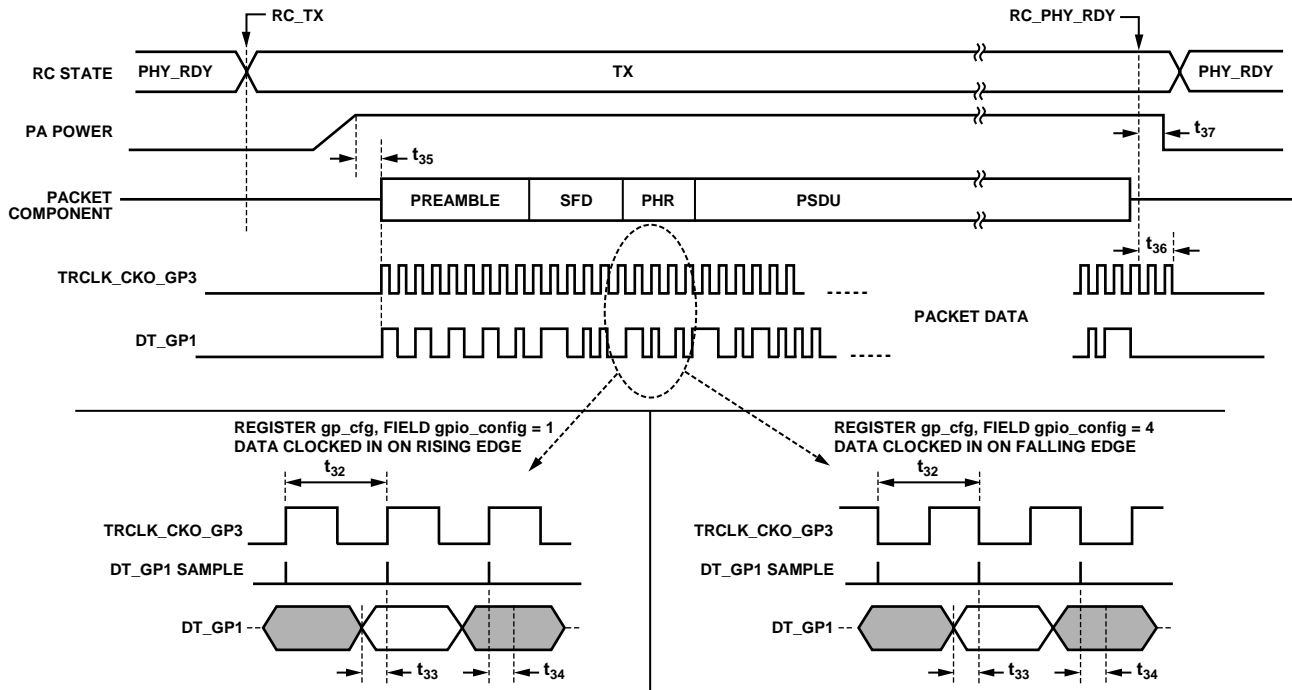 RC_TX
RC_PHY_RDY
RC STATE
PHY_RDY
TX
PHY_RDY
PA POWER
t35
t37
PACKET
COMPONENT
PREAMBLE
SFD
PHR
PSDU
t36
TRCLK_CKO_GP3
PACKET DATA
DT_GP1
REGISTER gp_cfg, FIELD gpio_config = 1
DATA CLOCKED IN ON RISING EDGE
t32
TRCLK_CKO_GP3
DT_GP1 SAMPLE
DT_GP1
t33
t34
REGISTER gp_cfg, FIELD gpio_config = 4
DATA CLOCKED IN ON FALLING EDGE
t32
TRCLK_CKO_GP3
DT_GP1 SAMPLE
DT_GP1
t33
t34